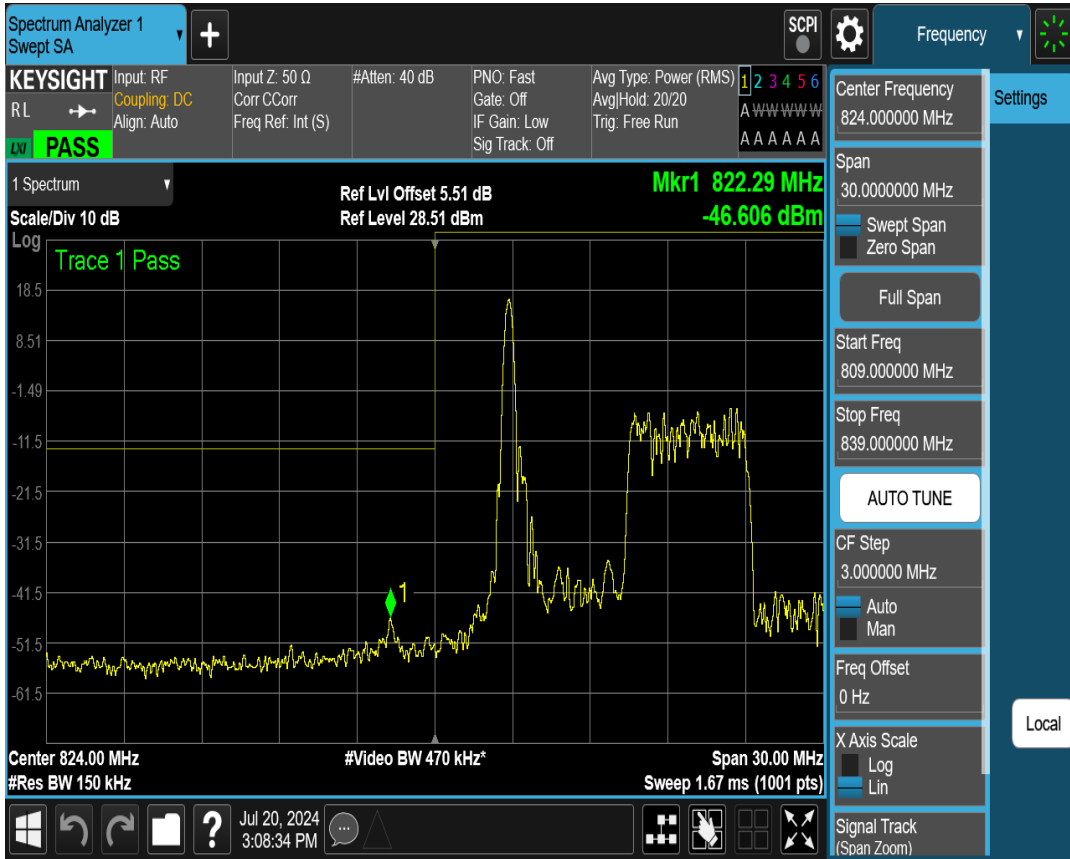 Spectrum Analyzer 1
Swept SA
+
SCPI
Frequency
KEYSIGHT
RL
LXI PASS
Input: RF
Coupling: DC
Align: Auto
Input Z: 50 Ω
Corr CCorr
Freq Ref: Int (S)
#Atten: 40 dB
PNO: Fast
Gate: Off
IF Gain: Low
Sig Track: Off
Avg Type: Power (RMS)
Avg|Hold: 20/20
Trig: Free Run
1 2 3 4 5 6
A W W W W W
A A A A A A
1 Spectrum
Scale/Div 10 dB
Ref Lvl Offset 5.51 dB
Ref Level 28.51 dBm
Mkr1 822.29 MHz
-46.606 dBm
Log
Trace 1 Pass
18.5
8.51
-1.49
-11.5
-21.5
-31.5
-41.5
-51.5
-61.5
1
Center 824.00 MHz
#Res BW 150 kHz
#Video BW 470 kHz*
Span 30.00 MHz
Sweep 1.67 ms (1001 pts)
Center Frequency
824.000000 MHz
Span
30.0000000 MHz
Swept Span
Zero Span
Full Span
Start Freq
809.000000 MHz
Stop Freq
839.000000 MHz
AUTO TUNE
CF Step
3.000000 MHz
Auto
Man
Freq Offset
0 Hz
X Axis Scale
Log
Lin
Signal Track
(Span Zoom)
Settings
Local
?
Jul 20, 2024
3:08:34 PM